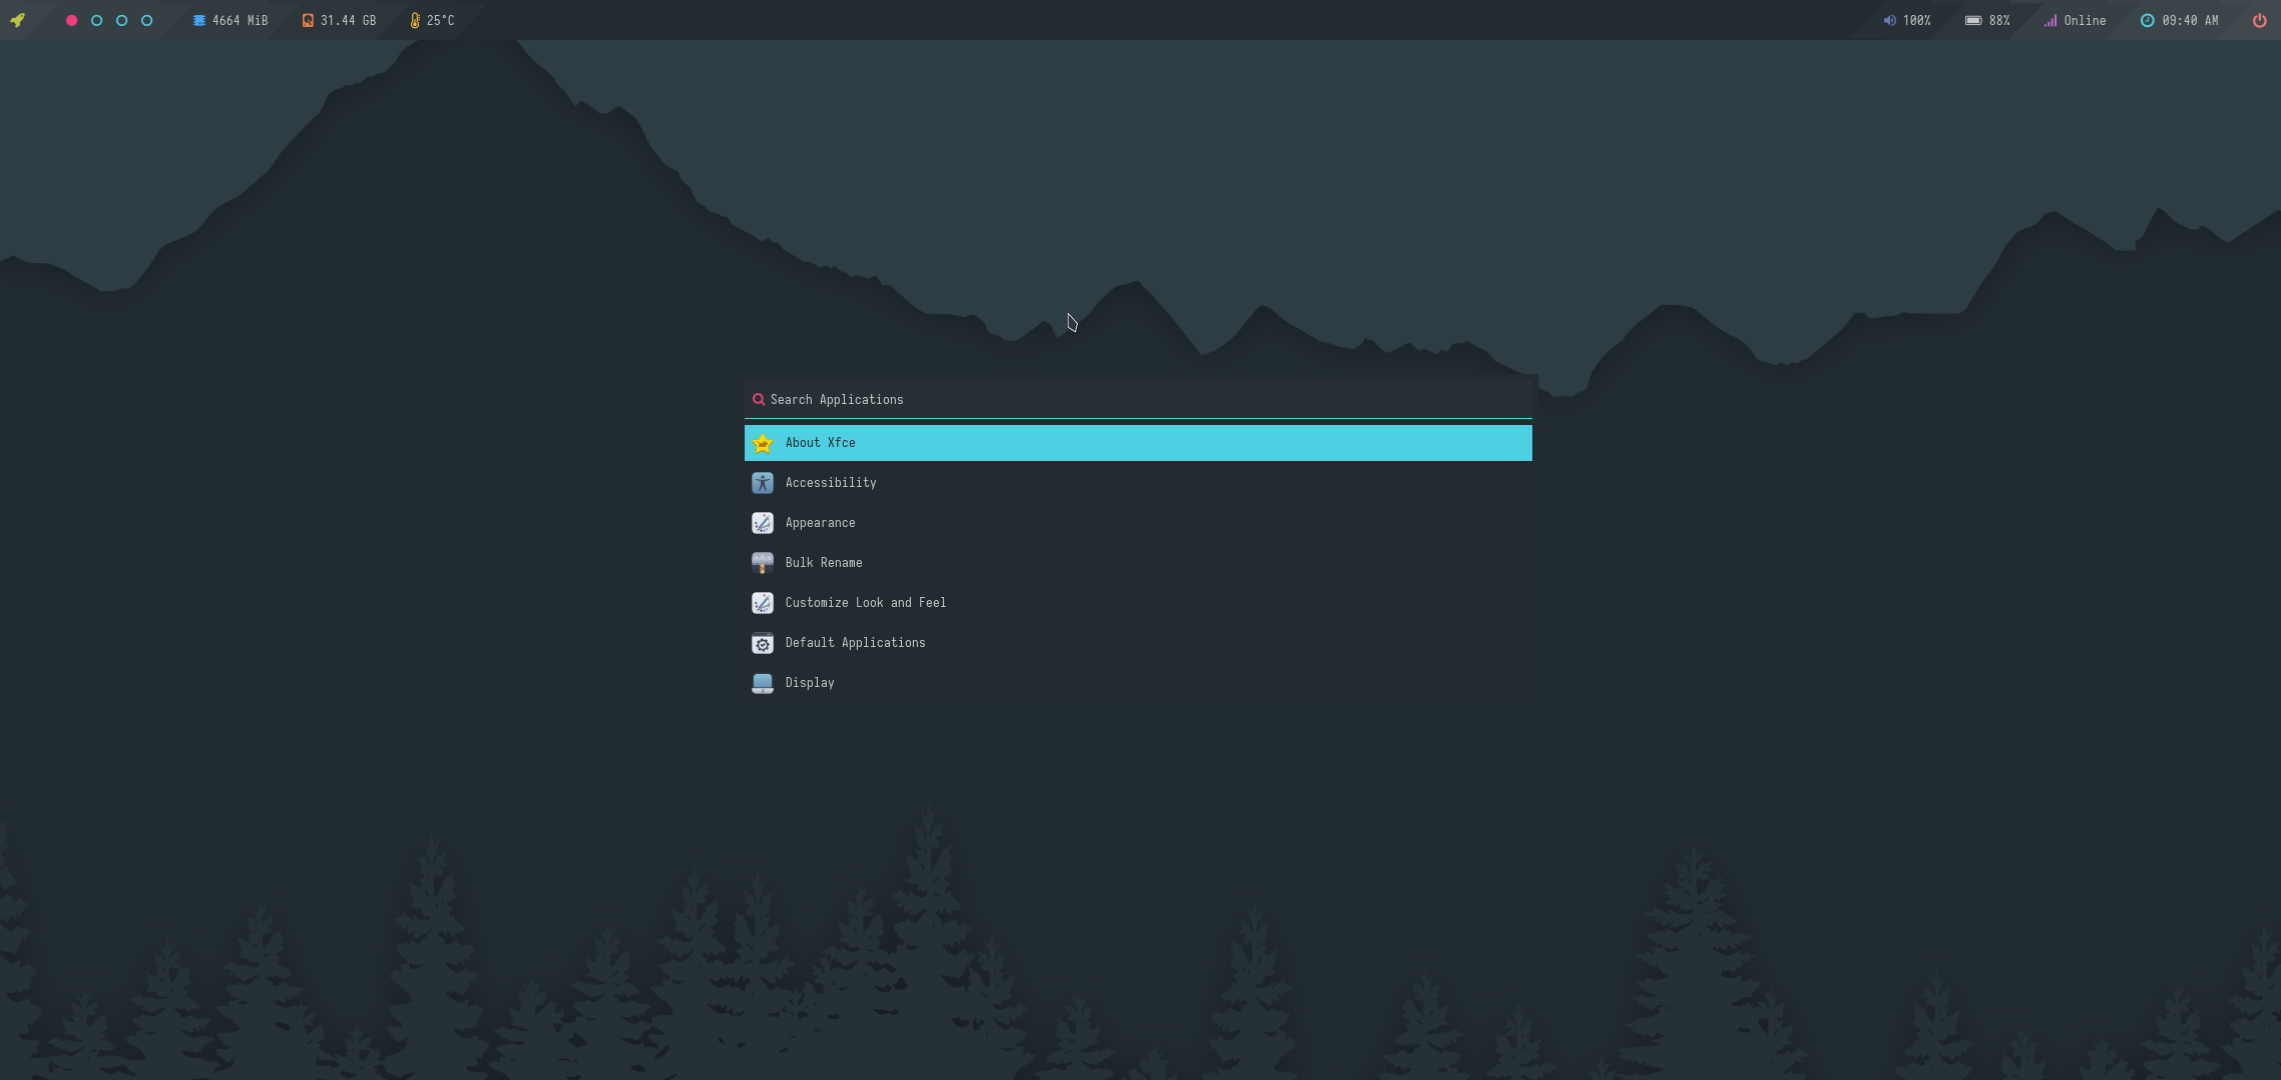 4664 MiB 31.44 GB 25°C 100% 88% Online 09:40 AM
Search Applications
About Xfce
Accessibility
Appearance
Bulk Rename
Customize Look and Feel
Default Applications
Display